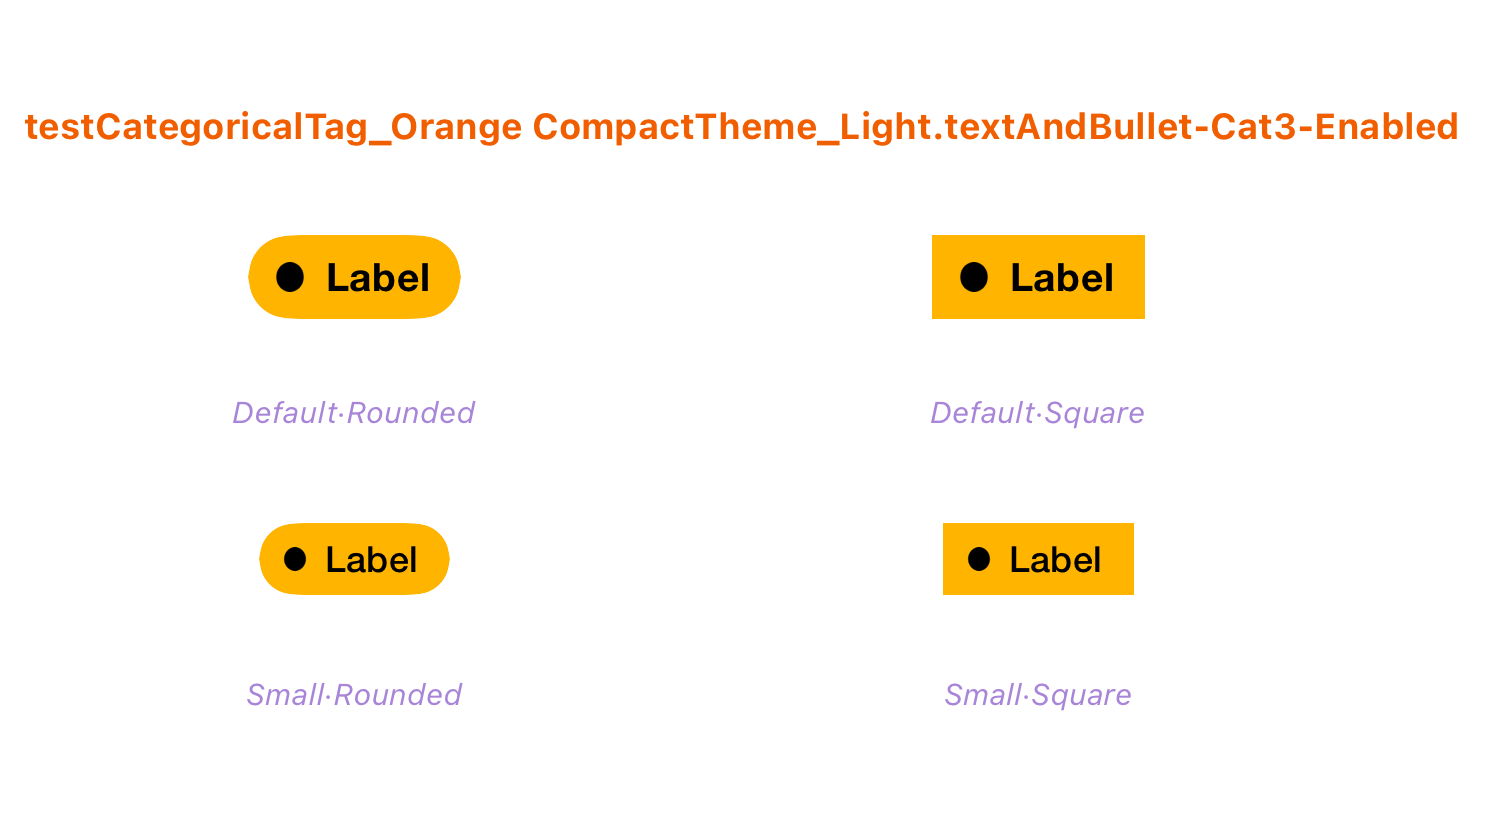 testCategoricalTag_Orange CompactTheme_Light.textAndBullet-Cat3-Enabled
Label
Label
Default·Rounded
Default·Square
Label
Label
Small·Rounded
Small·Square